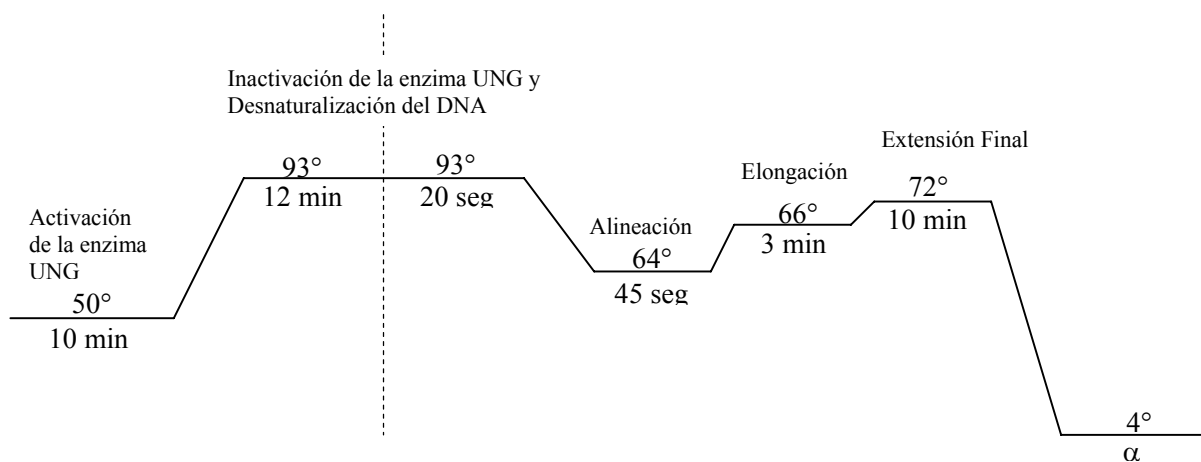 Inactivación de la enzima UNG y
Desnaturalización del DNA
Activación
de la enzima
UNG
50°
10 min
93°
12 min
93°
20 seg
Alineación
64°
45 seg
Elongación
66°
3 min
Extensión Final
72°
10 min
4°
α